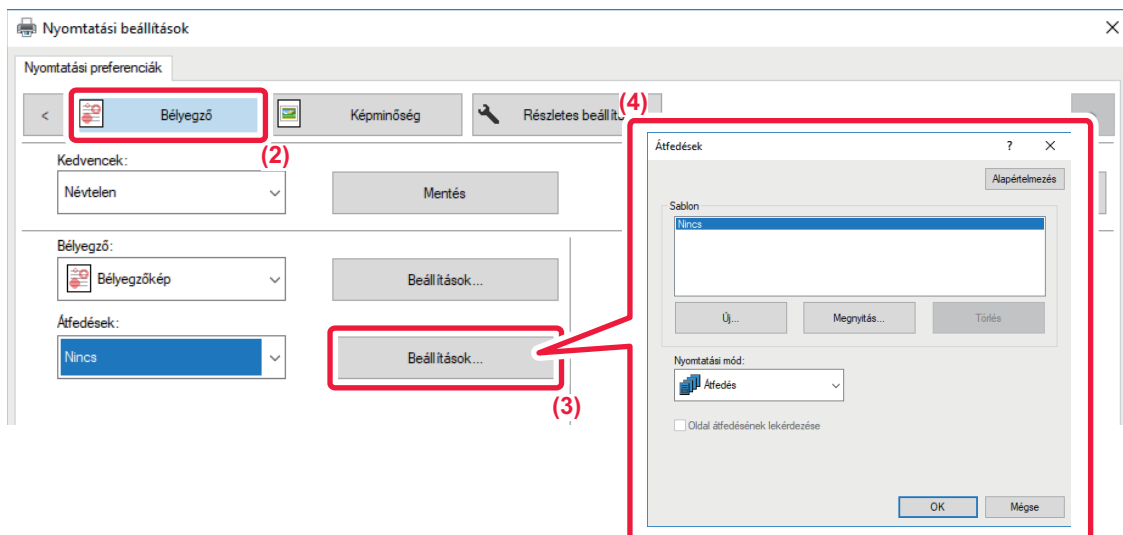 Nyomtatási beállítások
Nyomtatási preferenciák
< Bélyegző Képminőség Részletes
(2)
(4)
Kedvencek:
Névtelen Mentés
Bélyegző:
Bélyegzőkép Beállítások...
Átfedések:
Nincs Beállítások...
(3)
Átfedések ?
Alapértelmezés
Sablon
Nincs
Új... Megnyitás... Törlés
Nyomtatási mód:
Átfedés
Oldal átfedésének lekérdezése
OK Mégse